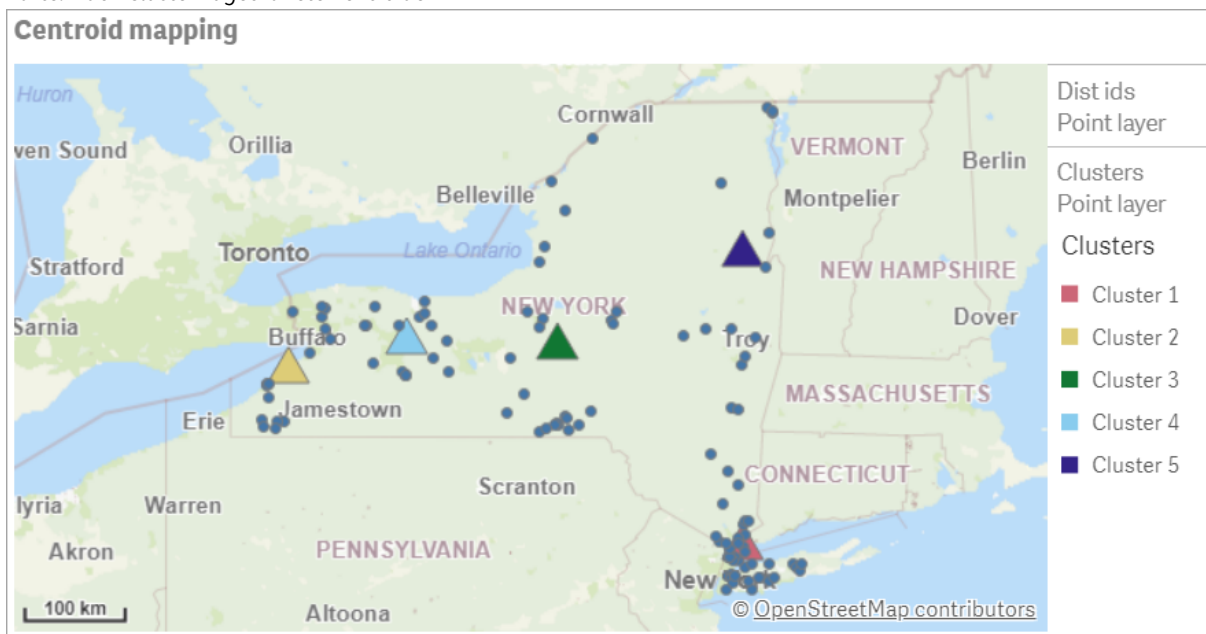 Centroid mapping
Huron
Cornwall
Dist ids
Point layer
wen Sound
Orillia
VERMONT
Berlin
Clusters
Point layer
Belleville
Montpelier
Toronto
Lake Ontario
Clusters
Stratford
NEW HAMPSHIRE
Cluster 1
NEW YORK
Sarnia
Buffalo
Troy
Dover
Cluster 2
Cluster 3
Jamestown
MASSACHUSETTS
Erie
Cluster 4
CONNECTICUT
Cluster 5
Scranton
lyria
Warren
Akron
PENNSYLVANIA
New
100 km
Altoona
© OpenStreetMap contributors